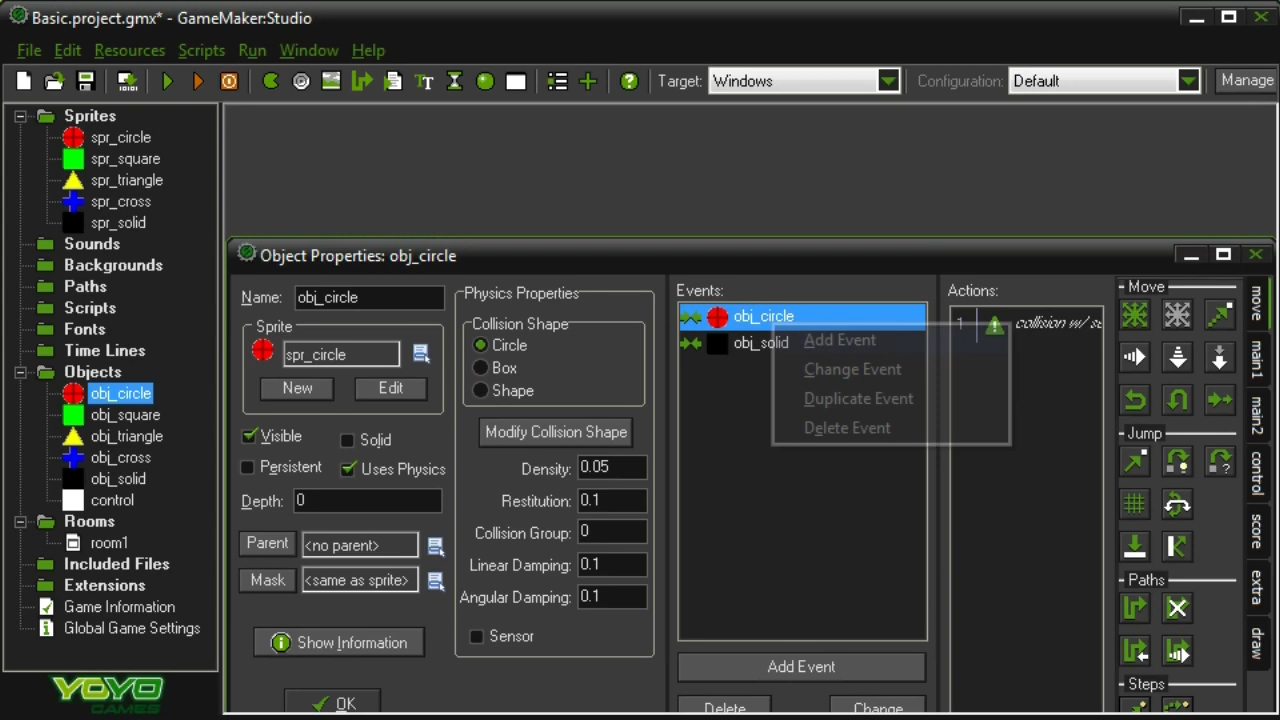 Basic.project.gmx* - GameMaker:Studio
File Edit Resources Scripts Run Window Help
Target: Windows Configuration: Default Manage
Sprites
spr_circle
spr_square
spr_triangle
spr_cross
spr_solid
Sounds
Backgrounds
Paths
Scripts
Fonts
Time Lines
Objects
obj_circle
obj_square
obj_triangle
obj_cross
obj_solid
control
Rooms
room1
Included Files
Extensions
Game Information
Global Game Settings
YOYO
GAMES
Object Properties: obj_circle
Name: obj_circle
Sprite
spr_circle
New Edit
Visible Solid
Persistent Uses Physics
Depth: 0
Parent <no parent>
Mask <same as sprite>
Show Information
OK
Physics Properties
Collision Shape
Circle
Box
Shape
Modify Collision Shape
Density: 0.05
Restitution: 0.1
Collision Group: 0
Linear Damping: 0.1
Angular Damping: 0.1
Sensor
Events:
obj_circle
obj_solid
Add Event
Change Event
Duplicate Event
Delete Event
Add Event
Delete Change
Actions:
1 collision w/
Move
Jump
Paths
Steps
move
main1
main2
control
score
extra
draw